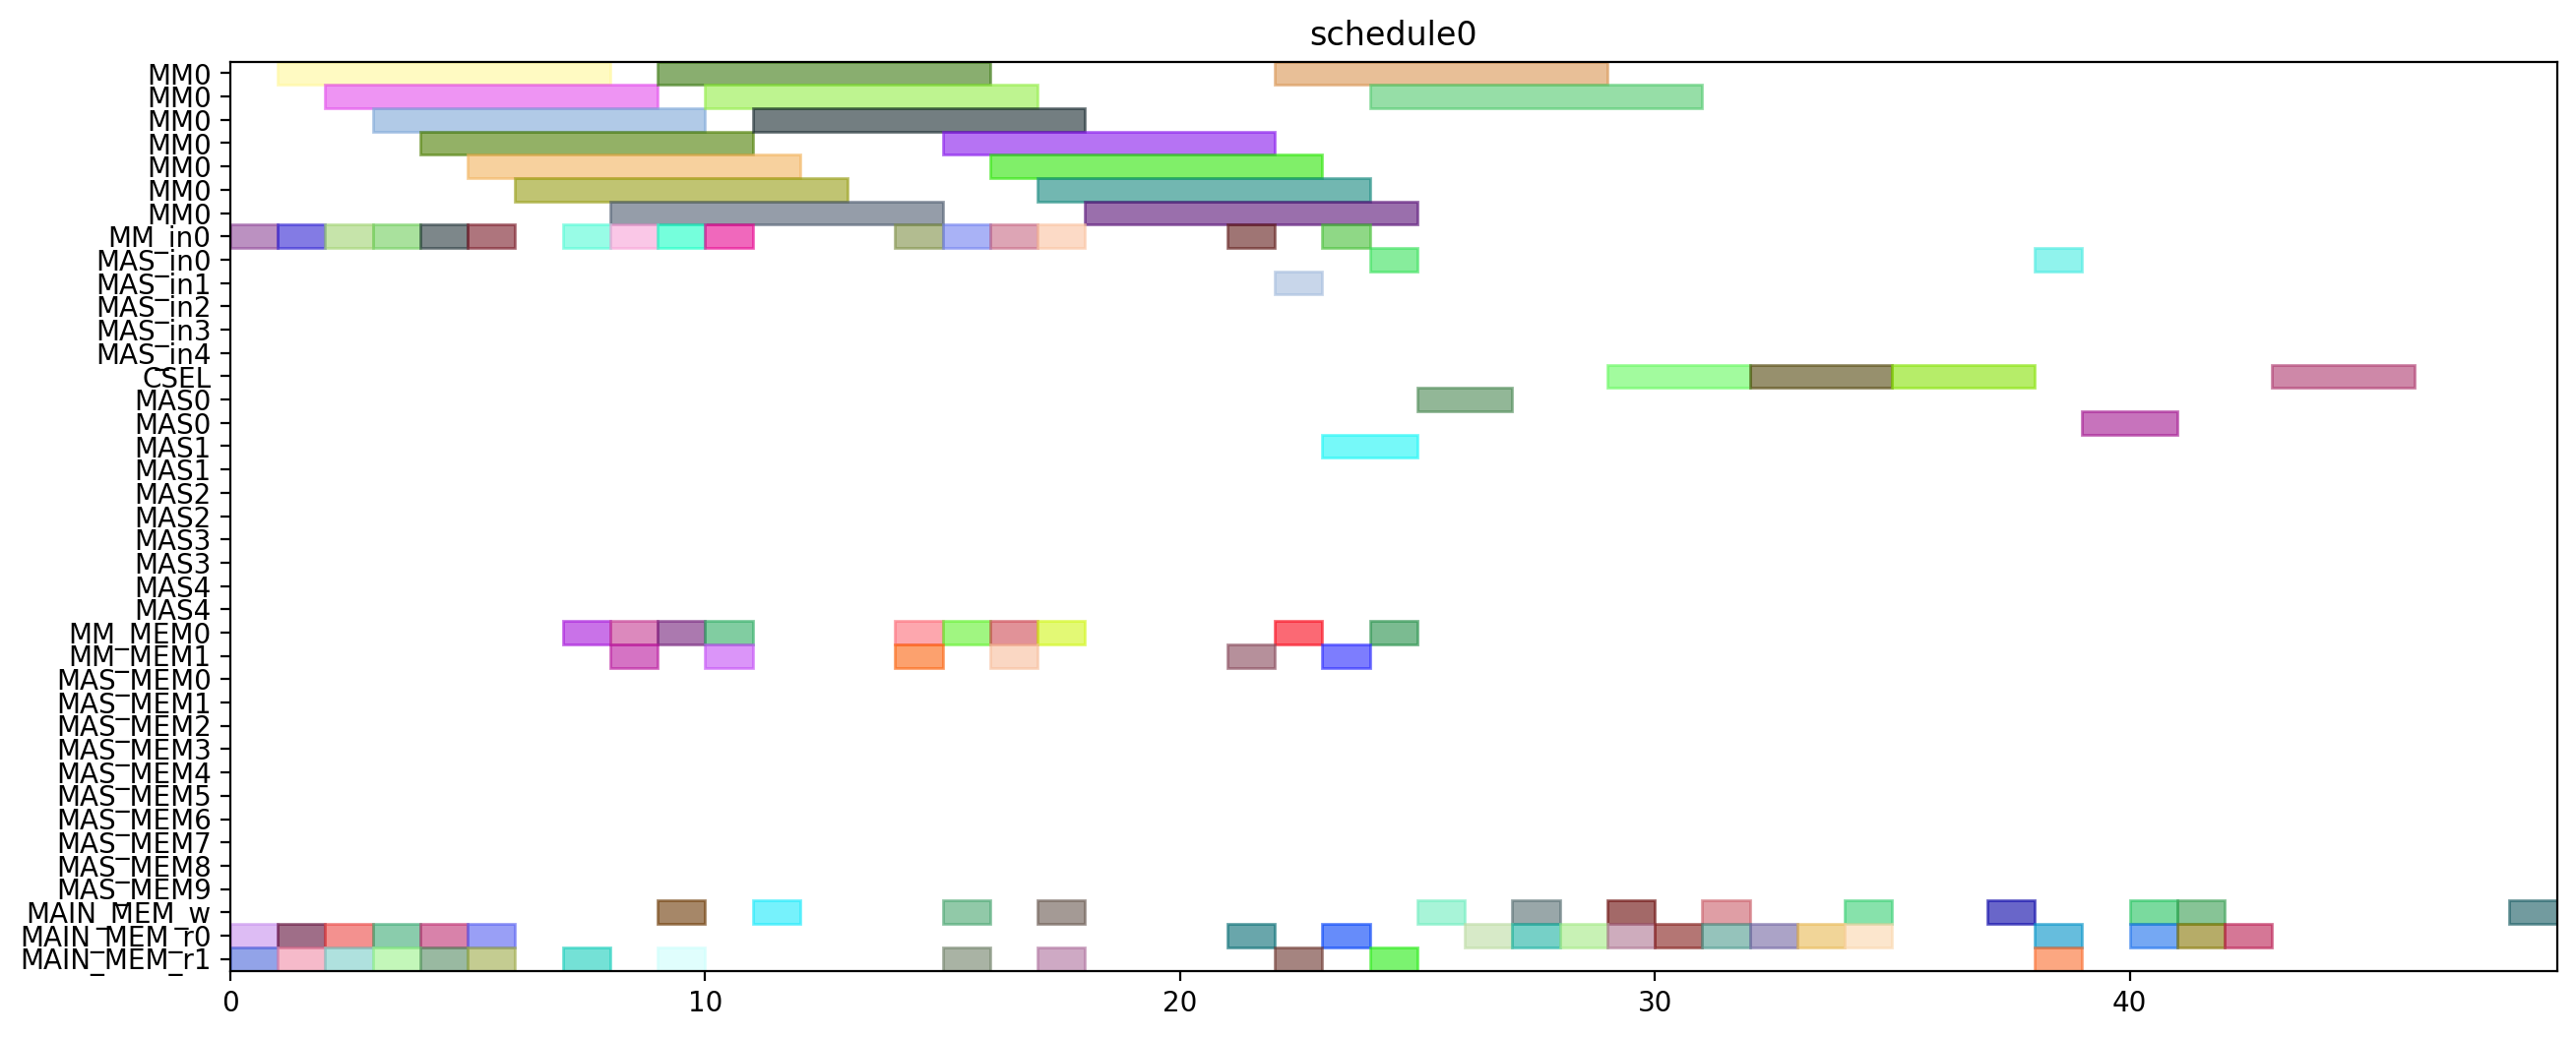 schedule0
MM0
MM0
MM0
MM0
MM0
MM0
MM0
MM_in0
MAS_in0
MAS_in1
MAS_in2
MAS_in3
MAS_in4
CSEL
MAS0
MAS0
MAS1
MAS1
MAS2
MAS2
MAS3
MAS3
MAS4
MAS4
MM_MEM0
MM_MEM1
MAS_MEM0
MAS_MEM1
MAS_MEM2
MAS_MEM3
MAS_MEM4
MAS_MEM5
MAS_MEM6
MAS_MEM7
MAS_MEM8
MAS_MEM9
MAIN_MEM_w
MAIN_MEM_r0
MAIN_MEM_r1
0 10 20 30 40